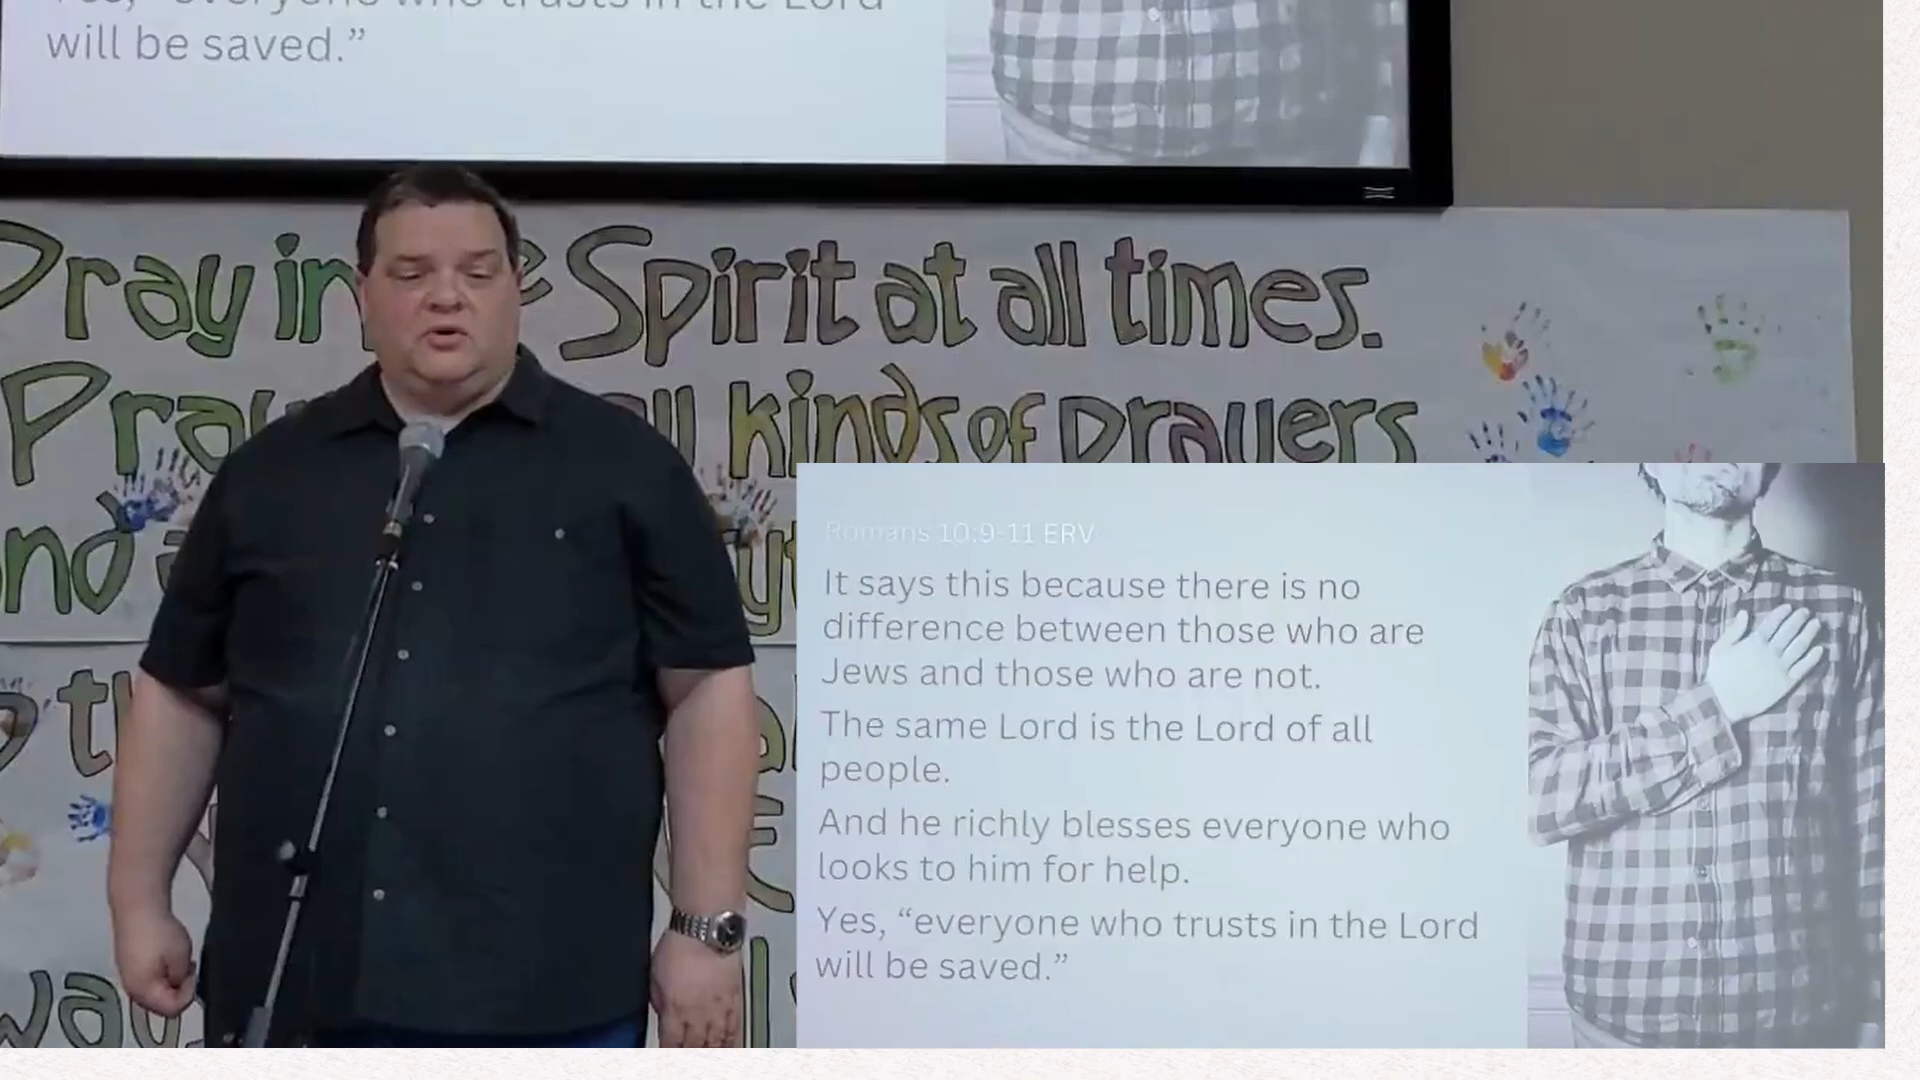 will be saved.”
Pray in Spirit at all times.
Pray all kinds of prayers
Romans 10:9-11 ERV
It says this because there is no
difference between those who are
Jews and those who are not.
The same Lord is the Lord of all
people.
And he richly blesses everyone who
looks to him for help.
Yes, “everyone who trusts in the Lord
will be saved.”